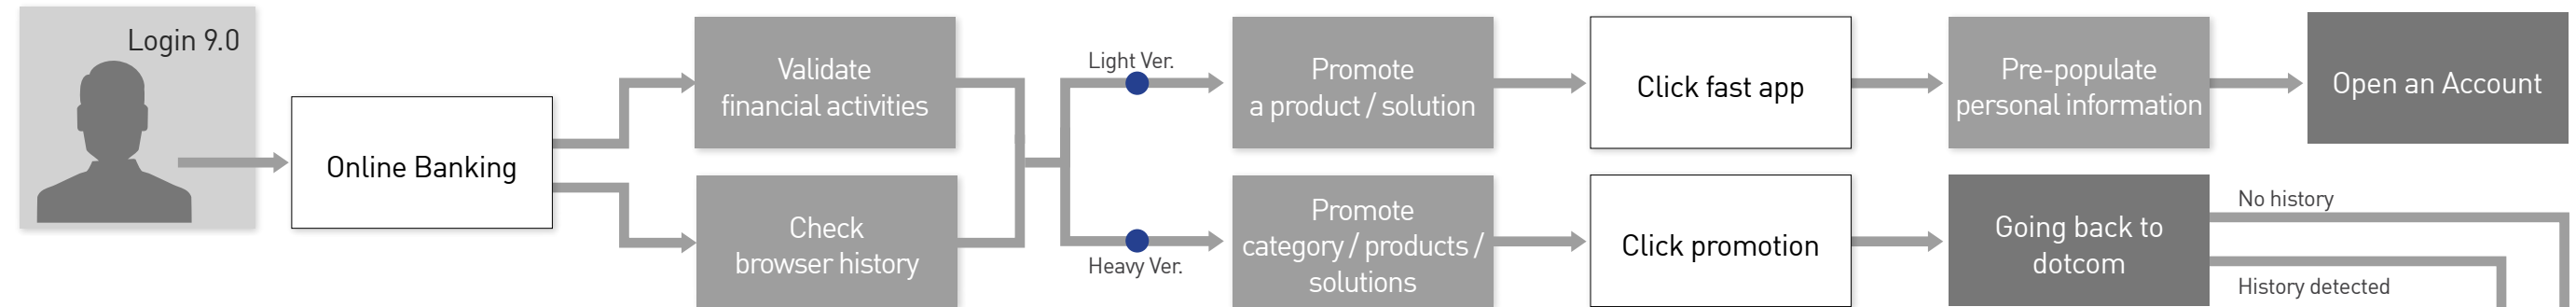 Login 9.0
Online Banking
Validate
financial activities
Check
browser history
Light Ver.
Heavy Ver.
Promote
a product / solution
Click fast app
Pre-populate
personal information
Open an Account
Promote
category / products /
solutions
Click promotion
Going back to
dotcom
No history
History detected